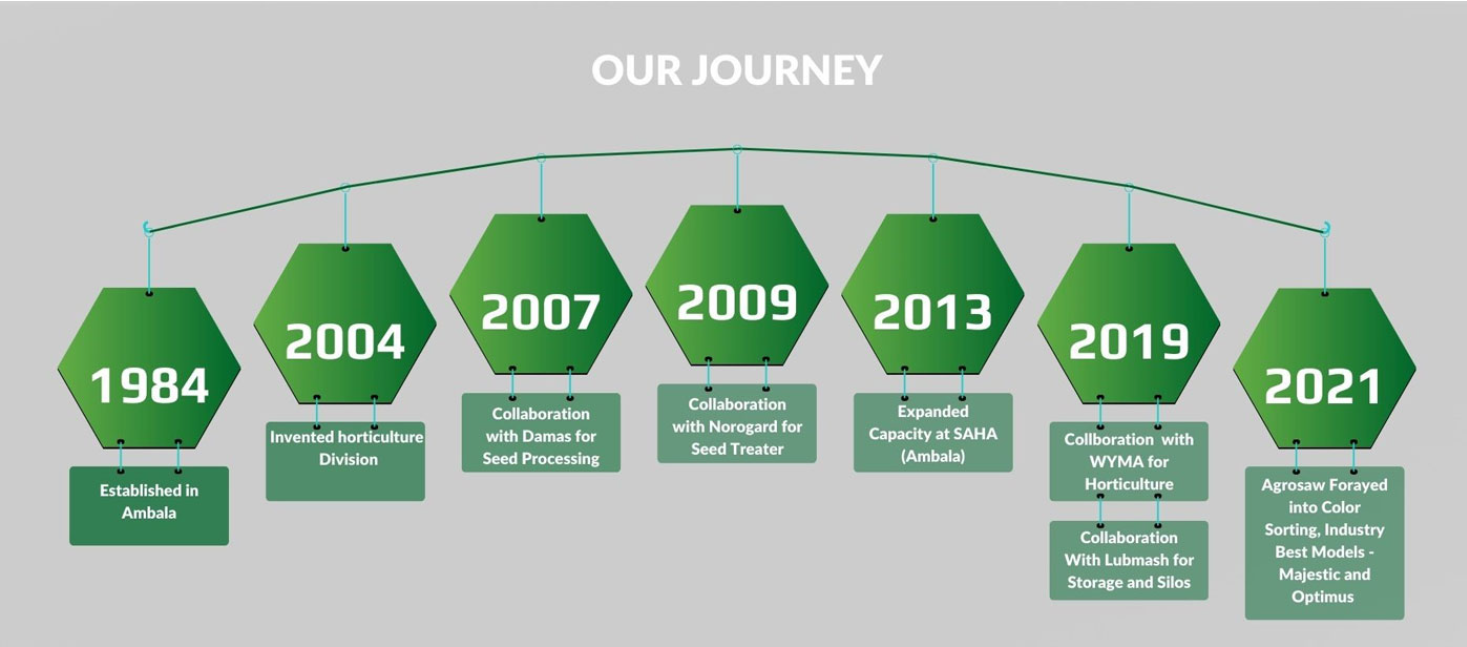 OUR JOURNEY
1984
Established in
Ambala
2004
Invented horticulture
Division
2007
Collaboration
with Damas for
Seed Processing
2009
Collaboration
with Norogard for
Seed Treater
2013
Expanded
Capacity at SAHA
(Ambala)
2019
Collboration with
WYMA for
Horticulture
Collaboration
With Lubmash for
Storage and Silos
2021
Agrosaw Forayed
into Color
Sorting, Industry
Best Models -
Majestic and
Optimus